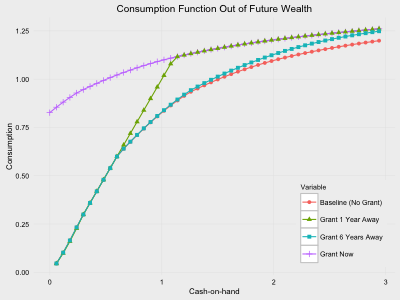 Consumption Function Out of Future Wealth
1.25
1.00
0.75
0.50
0.25
0.00
Consumption
0
1
2
3
Cash-on-hand
Variable
Baseline (No Grant)
Grant 1 Year Away
Grant 6 Years Away
Grant Now